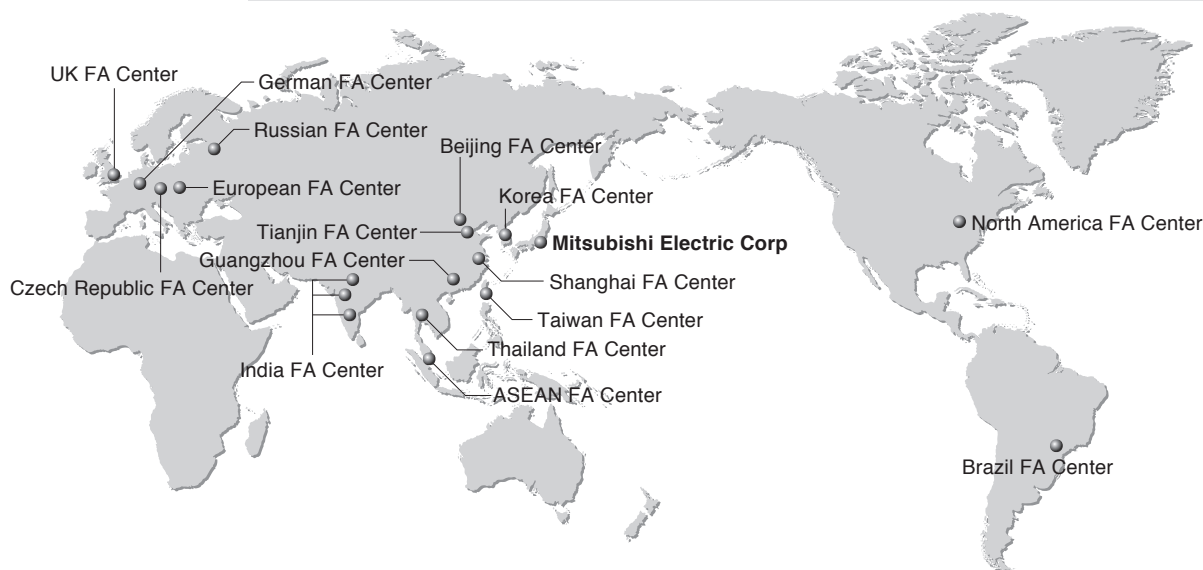 UK FA Center
German FA Center
Russian FA Center
Beijing FA Center
European FA Center
Korea FA Center
North America FA Center
Tianjin FA Center
Mitsubishi Electric Corp
Guangzhou FA Center
Shanghai FA Center
Czech Republic FA Center
Taiwan FA Center
Thailand FA Center
India FA Center
ASEAN FA Center
Brazil FA Center